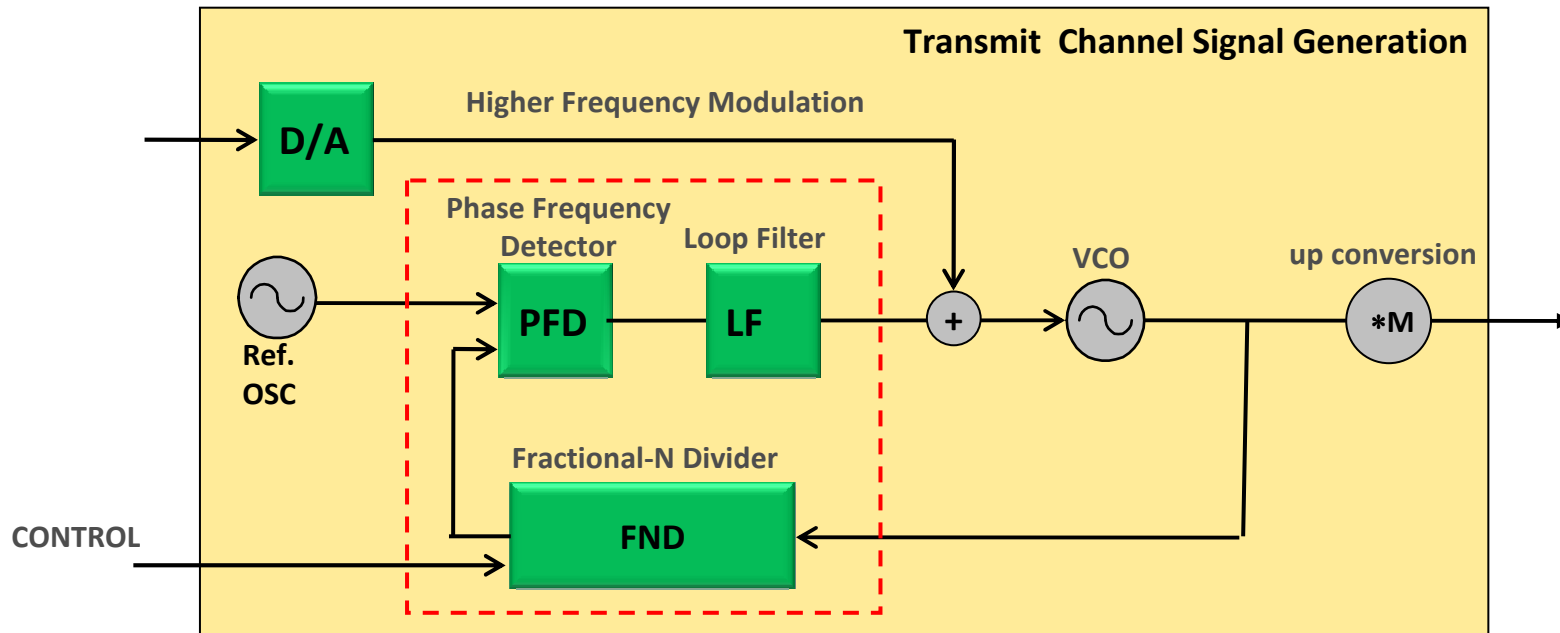 Transmit Channel Signal Generation
Higher Frequency Modulation
D/A
Phase Frequency
Detector
Loop Filter
VCO
up conversion
PFD
LF
+
*M
Ref.
OSC
Fractional-N Divider
FND
CONTROL